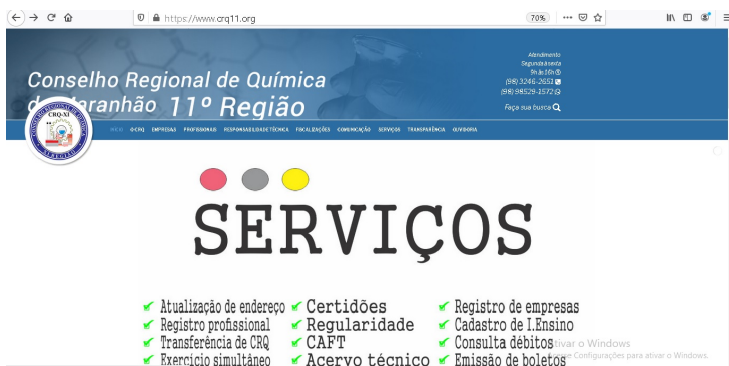 https://www.crq11.org
70%
Conselho Regional de Química
do Maranhão 11º Região
CRQ-XI
Atendimento
Segunda à sexta
9h às 16h
(98) 3246-2651
(98) 98529-1572
Faça sua busca
INÍCIO O CRQ EMPRESAS PROFISSIONAIS RESPONSABILIDADE TÉCNICA FISCALIZAÇÕES COMUNICAÇÃO SERVIÇOS TRANSPARÊNCIA OUVIDORIA
SERVIÇOS
Atualização de endereço
Registro profissional
Transferência de CRQ
Exercício simultâneo
Certidões
Regularidade
CAFT
Acervo técnico
Registro de empresas
Cadastro de I.Ensino
Consulta débitos
Emissão de boletos
Ativar o Windows
Acesse Configurações para ativar o Windows.